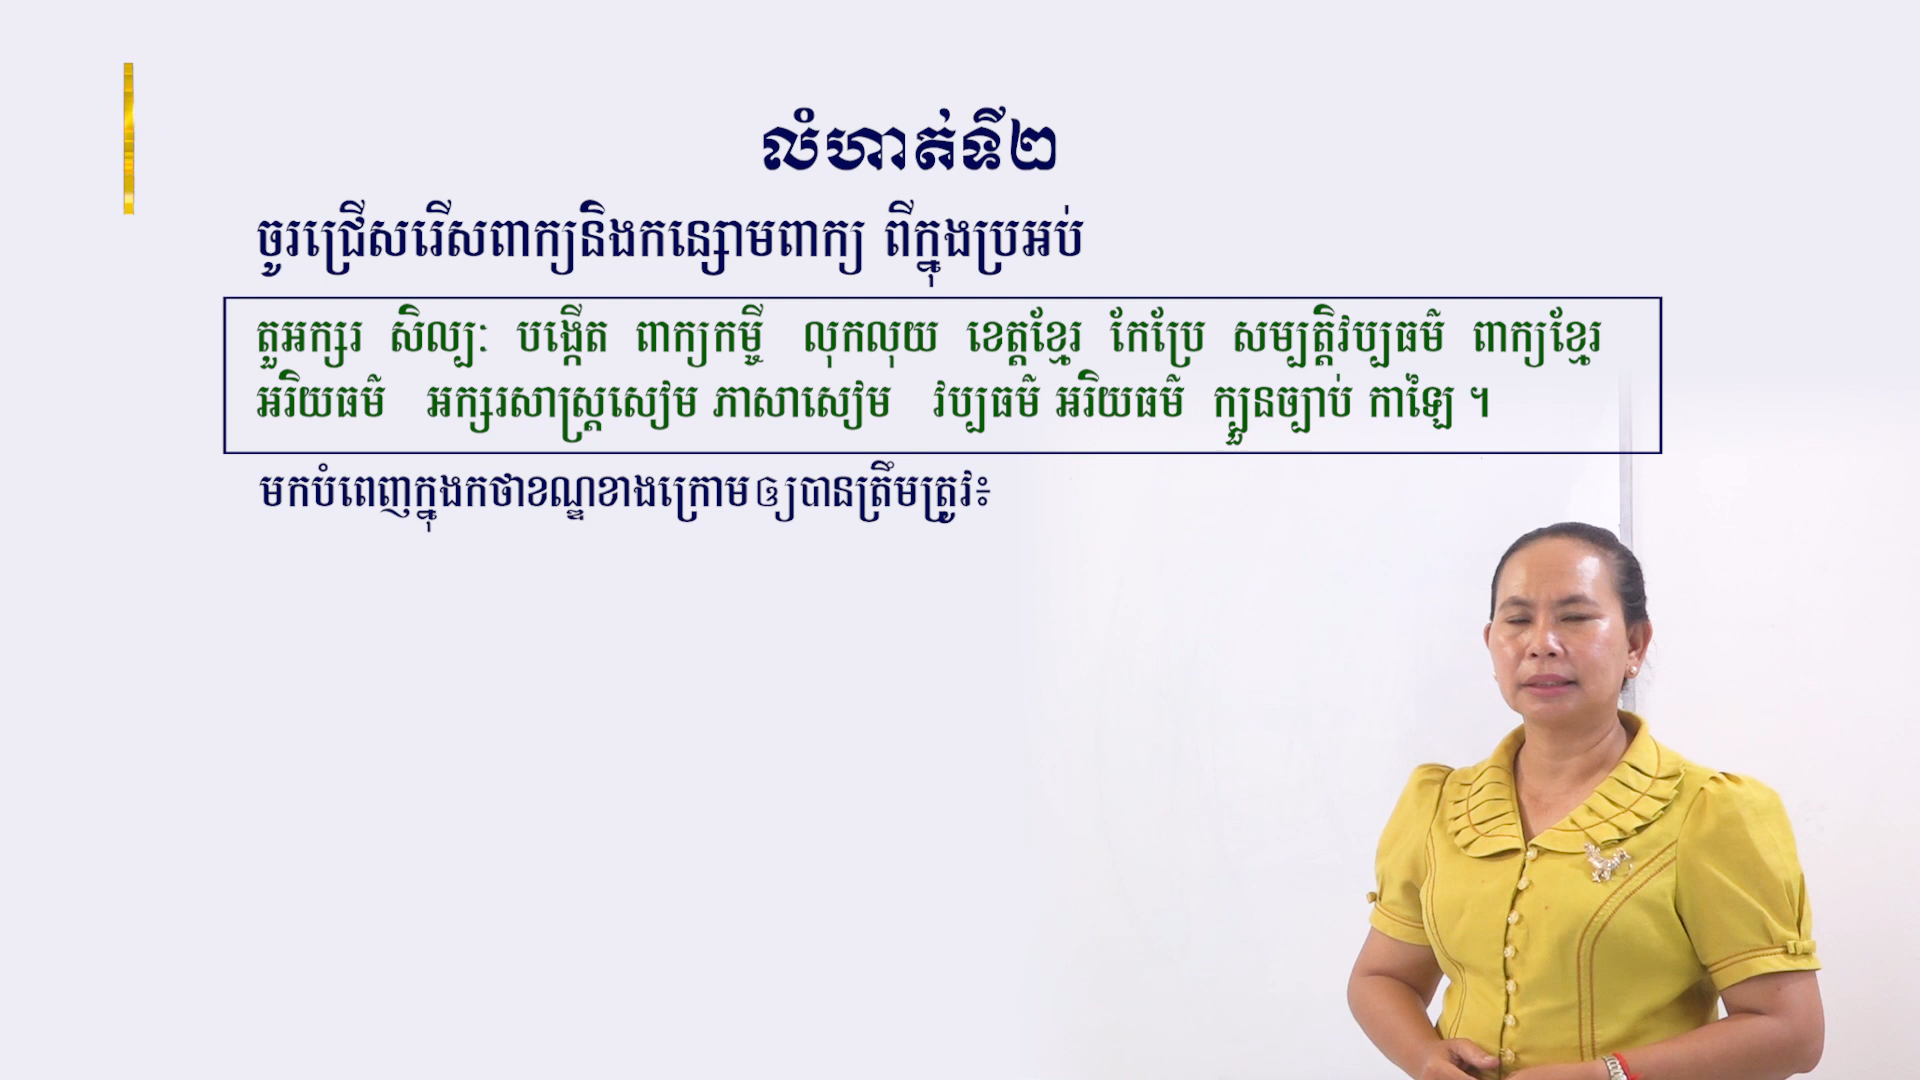 លំហាត់ទី២
ចូរជ្រើសរើសពាក្យនិងកន្សោមពាក្យ ពីក្នុងប្រអប់
តួអក្សរ សិល្បៈ បង្កើត ពាក្យកម្ចី លុកលុយ ខេត្តខ្មែរ កែប្រែ សម្បត្តិវប្បធម៌ ពាក្យខ្មែរ
អរិយធម៌ អក្សរសាស្ត្រសៀម ភាសាសៀម វប្បធម៌ អរិយធម៌ ក្បួនច្បាប់ កាឡៃ ។
មកបំពេញក្នុងកថាខណ្ឌខាងក្រោមឲ្យបានត្រឹមត្រូវ៖